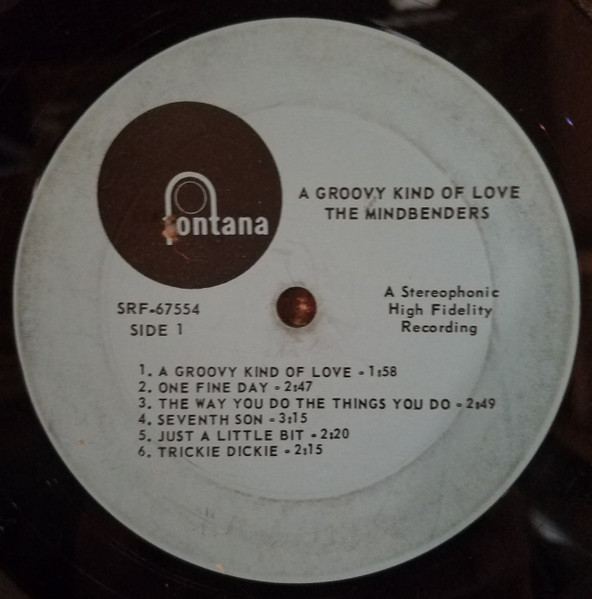 fontana
A GROOVY KIND OF LOVE
THE MINDBENDERS
SRF-67554
SIDE 1
A Stereophonic
High Fidelity
Recording
1. A GROOVY KIND OF LOVE - 1:58
2. ONE FINE DAY - 2:47
3. THE WAY YOU DO THE THINGS YOU DO - 2:49
4. SEVENTH SON - 3:15
5. JUST A LITTLE BIT - 2:20
6. TRICKIE DICKIE - 2:15